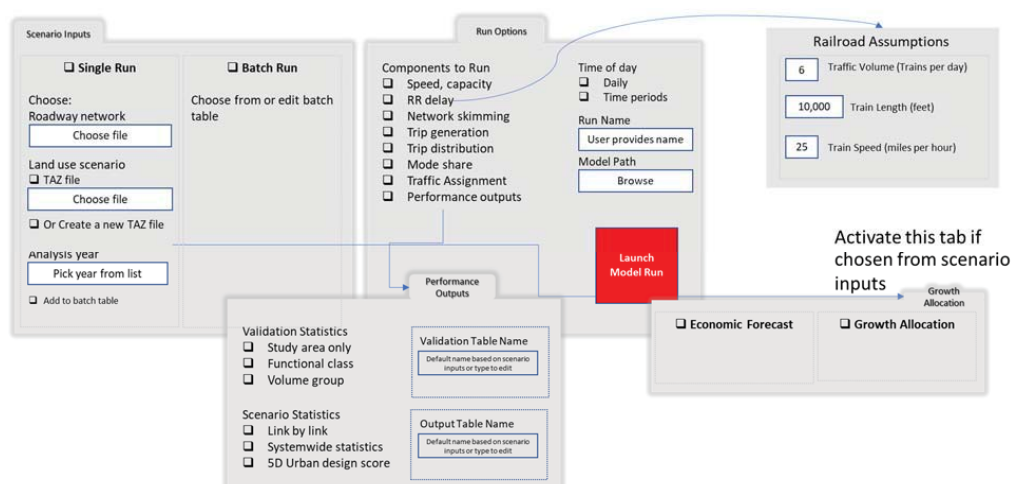 Scenario Inputs
Single Run
Choose:
Roadway network
Choose file
Land use scenario
TAZ file
Choose file
Or Create a new TAZ file
Analysis year
Pick year from list
Add to batch table
Batch Run
Choose from or edit batch
table
Run Options
Components to Run
Speed, capacity
RR delay
Network skimming
Trip generation
Trip distribution
Mode share
Traffic Assignment
Performance outputs
Time of day
Daily
Time periods
Run Name
User provides name
Model Path
Browse
Launch
Model Run
Railroad Assumptions
6 Traffic Volume (Trains per day)
10,000 Train Length (feet)
25 Train Speed (miles per hour)
Activate this tab if
chosen from scenario
inputs
Growth
Allocation
Economic Forecast
Growth Allocation
Performance
Outputs
Validation Statistics
Study area only
Functional class
Volume group
Validation Table Name
Default name based on scenario
inputs or type to edit
Scenario Statistics
Link by link
Systemwide statistics
5D Urban design score
Output Table Name
Default name based on scenario
inputs or type to edit